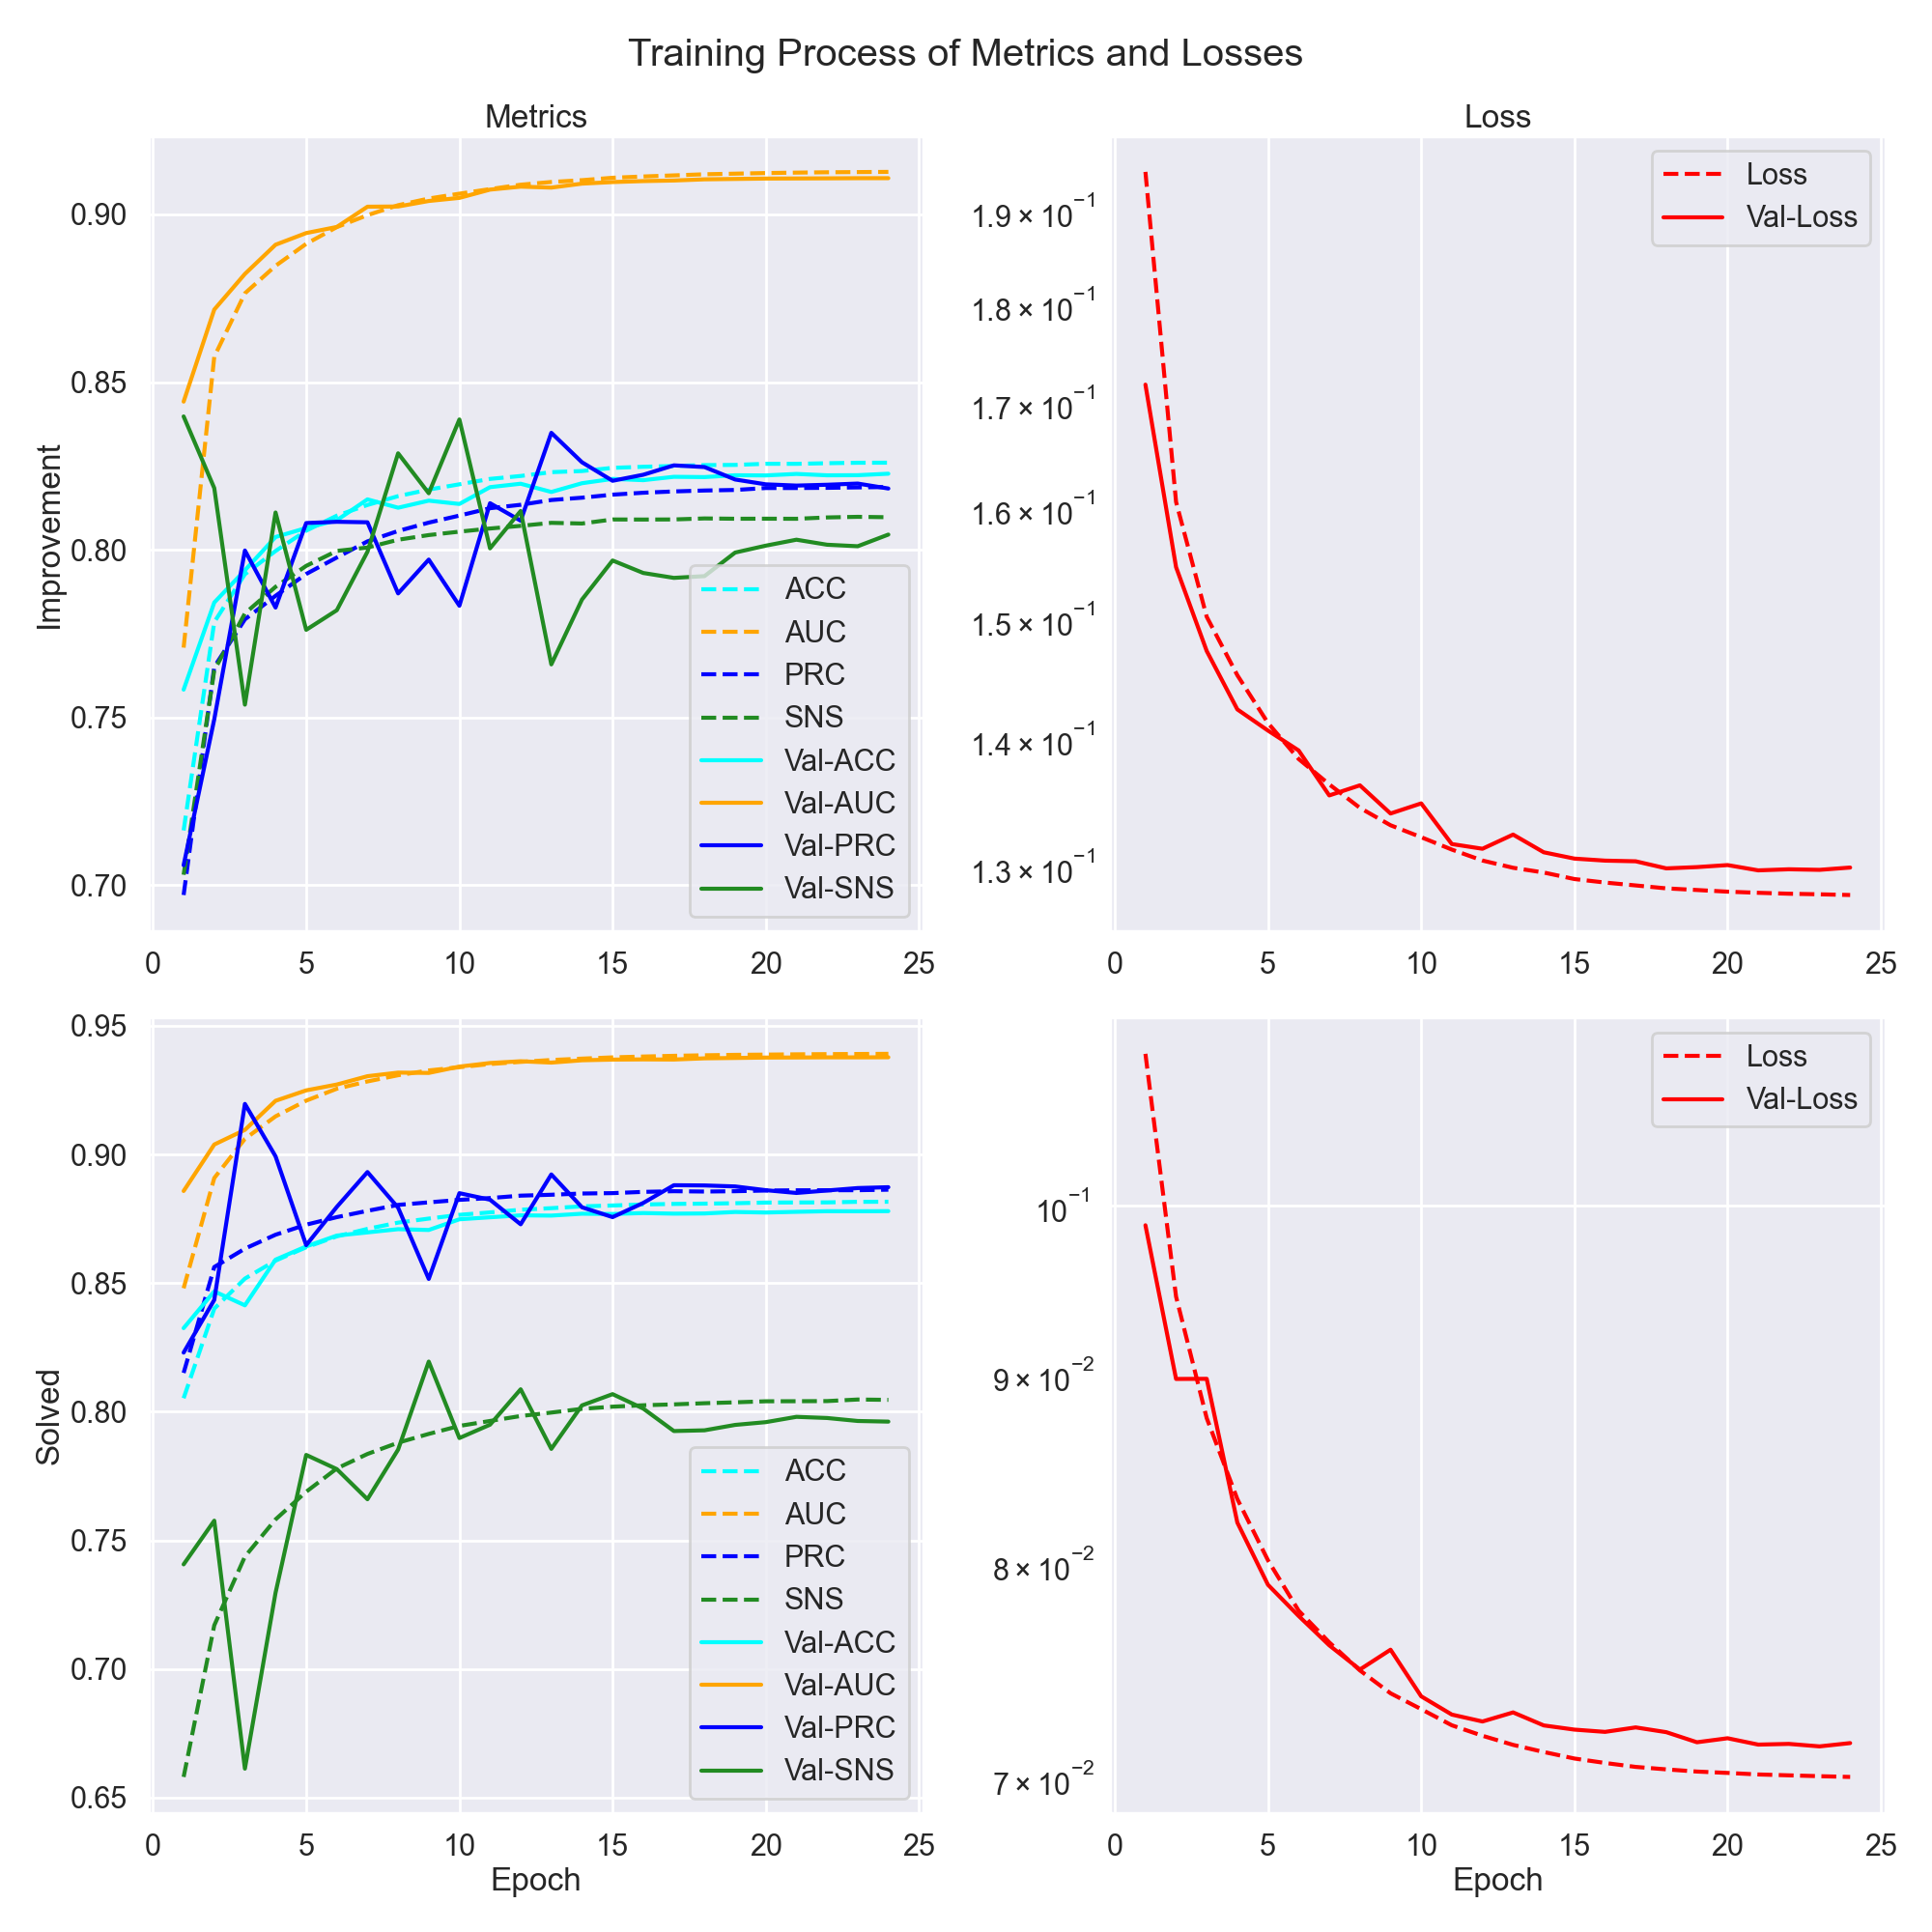 Training Process of Metrics and Losses
Metrics
Improvement
0.90
0.85
0.80
0.75
0.70
0 5 10 15 20 25
ACC
AUC
PRC
SNS
Val-ACC
Val-AUC
Val-PRC
Val-SNS
Loss
1.9 × 10⁻¹
1.8 × 10⁻¹
1.7 × 10⁻¹
1.6 × 10⁻¹
1.5 × 10⁻¹
1.4 × 10⁻¹
1.3 × 10⁻¹
0 5 10 15 20 25
Loss
Val-Loss
Solved
0.95
0.90
0.85
0.80
0.75
0.70
0.65
0 5 10 15 20 25
Epoch
ACC
AUC
PRC
SNS
Val-ACC
Val-AUC
Val-PRC
Val-SNS
10⁻¹
9 × 10⁻²
8 × 10⁻²
7 × 10⁻²
0 5 10 15 20 25
Epoch
Loss
Val-Loss